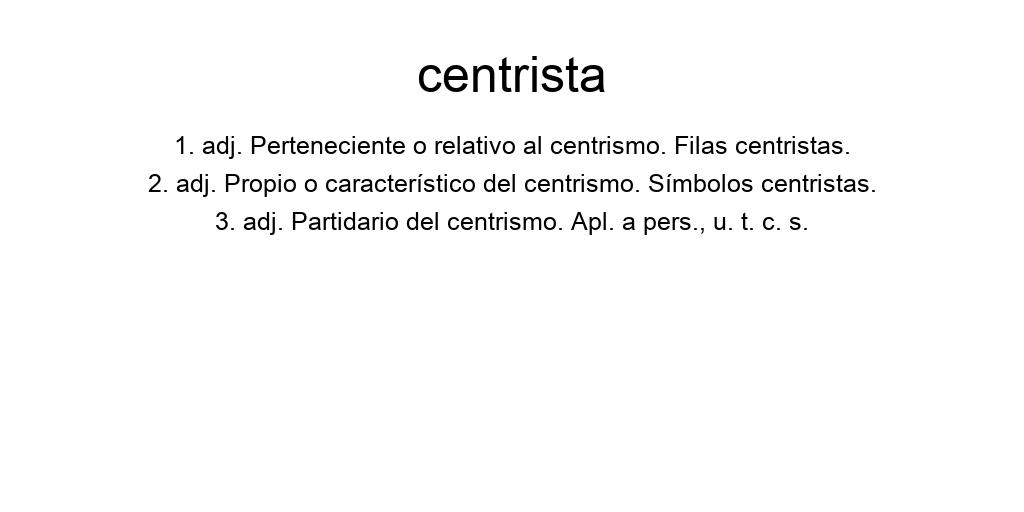 centrista
1. adj. Perteneciente o relativo al centrismo. Filas centristas.
2. adj. Propio o característico del centrismo. Símbolos centristas.
3. adj. Partidario del centrismo. Apl. a pers., u. t. c. s.